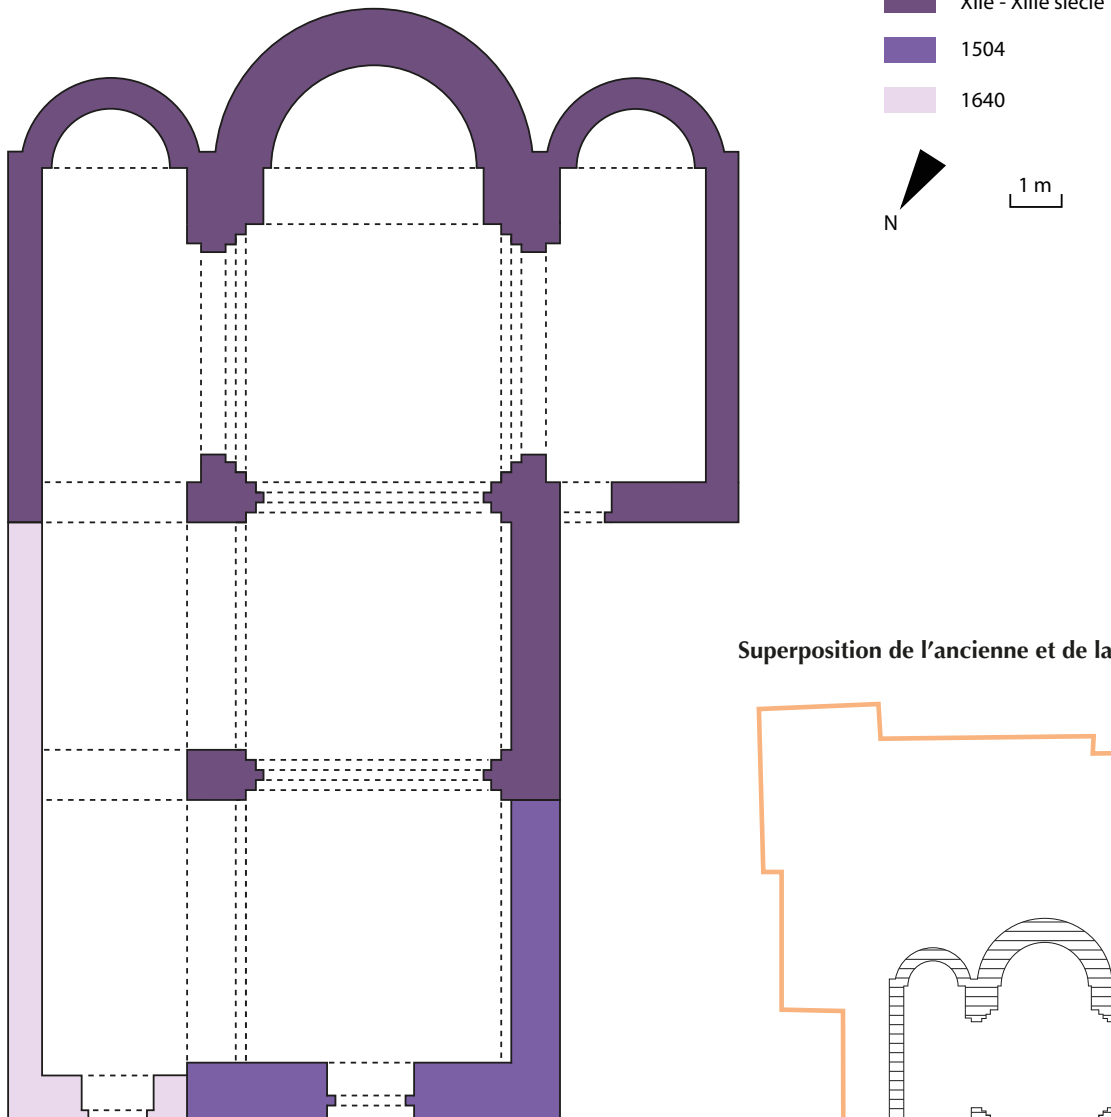 XIIe - XIIIe siècle
1504
1640
N
1 m
Superposition de l'ancienne et de la